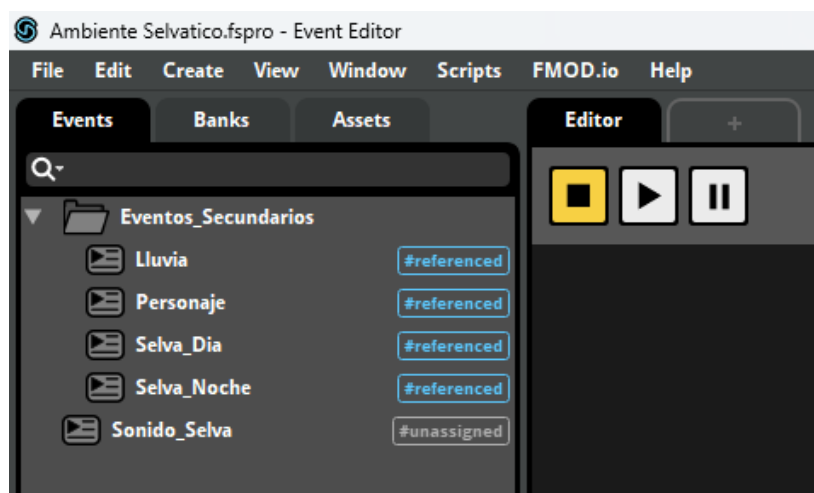 Ambiente Selvatico.fspro - Event Editor
File Edit Create View Window Scripts FMOD.io Help
Events Banks Assets Editor +
Eventos_Secundarios
Lluvia #referenced
Personaje #referenced
Selva_Dia #referenced
Selva_Noche #referenced
Sonido_Selva #unassigned